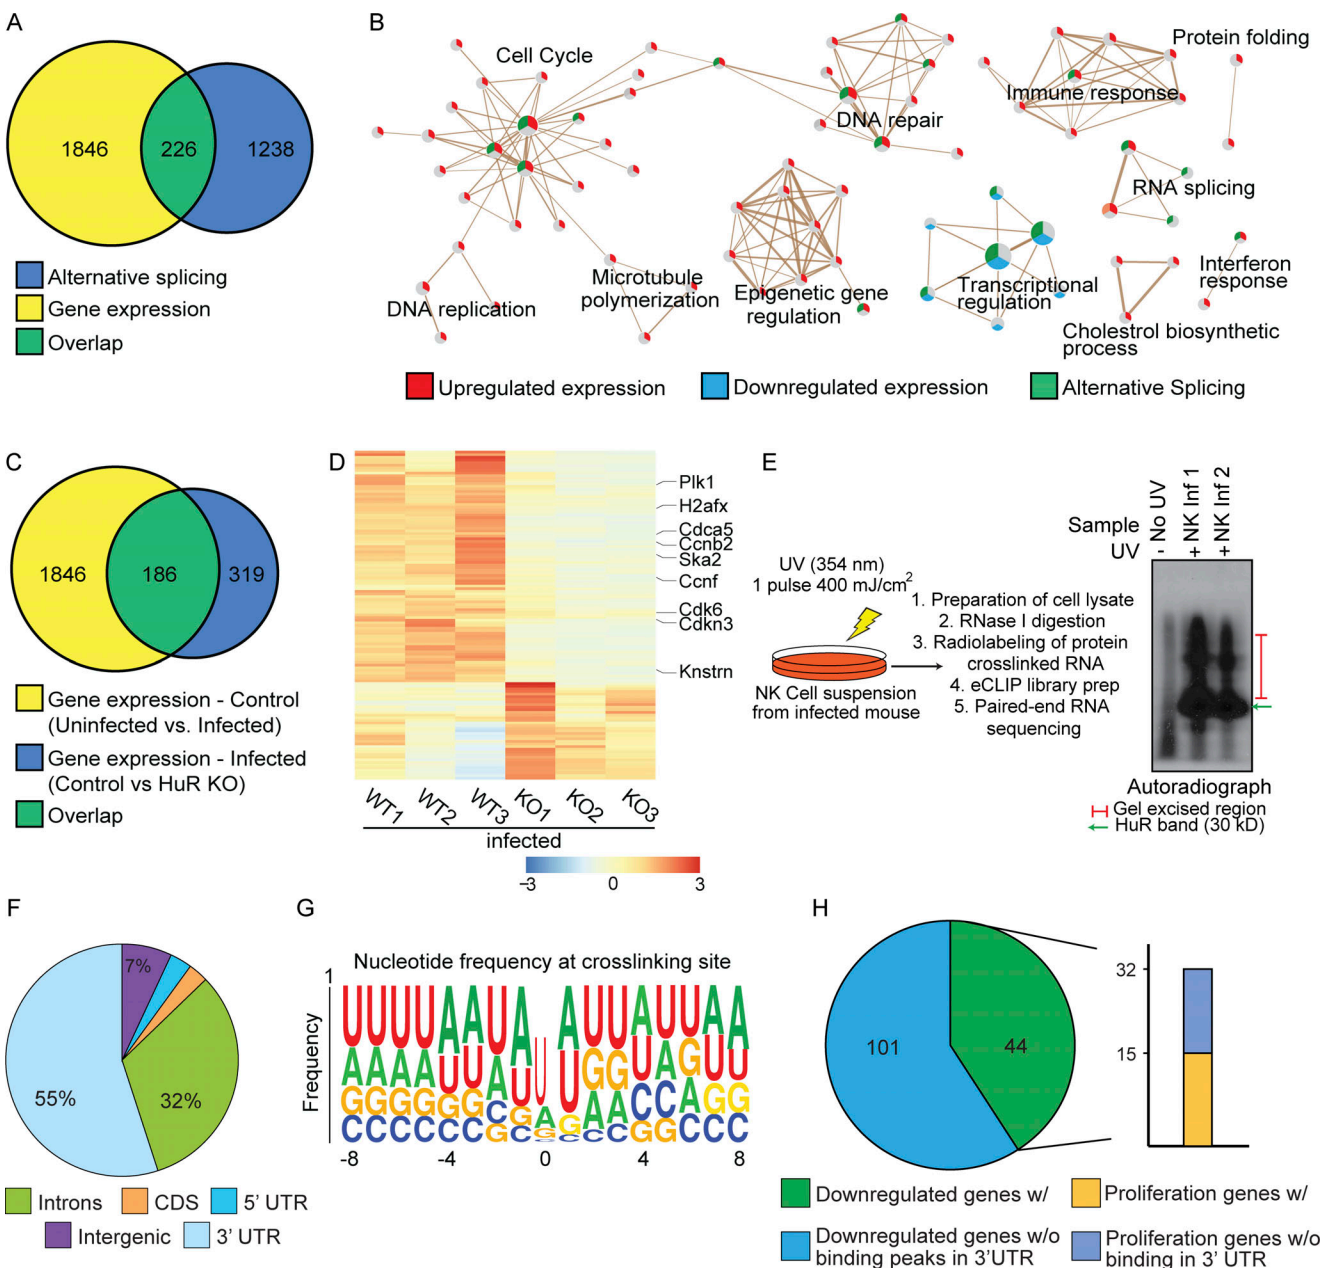 A
1846
226
1238
Alternative splicing
Gene expression
Overlap
B
Cell Cycle
DNA repair
Immune response
Protein folding
RNA splicing
DNA replication
Microtubule
polymerization
Epigenetic gene
regulation
Transcriptional
regulation
Interferon
response
Cholestrol biosynthetic
process
Upregulated expression
Downregulated expression
Alternative Splicing
C
1846
186
319
Gene expression - Control
(Uninfected vs. Infected)
Gene expression - Infected
(Control vs HuR KO)
Overlap
D
Plk1
H2afx
Cdca5
Ccnb2
Ska2
Ccnf
Cdk6
Cdkn3
Knstrn
WT1
WT2
WT3
KO1
KO2
KO3
infected
-3
0
3
E
UV (354 nm)
1 pulse 400 mJ/cm2
NK Cell suspension
from infected mouse
1. Preparation of cell lysate
2. RNase I digestion
3. Radiolabeling of protein
crosslinked RNA
4. eCLIP library prep
5. Paired-end RNA
sequencing
Sample
No UV
NK Inf 1
NK Inf 2
UV - + +
Autoradiograph
Gel excised region
HuR band (30 kD)
F
7%
55%
32%
Introns
CDS
5' UTR
Intergenic
3' UTR
G
Nucleotide frequency at crosslinking site
1
Frequency
UUUUAAUAUAUUAUUAA
AAAAUUAUUUGGUAGUU
GGGGGGCGAGAACCAGG
CCCCCCGCGCCCGGCCC
-8
-4
0
4
8
H
101
44
32
15
Downregulated genes w/
Downregulated genes w/o
binding peaks in 3'UTR
Proliferation genes w/
Proliferation genes w/o
binding in 3' UTR